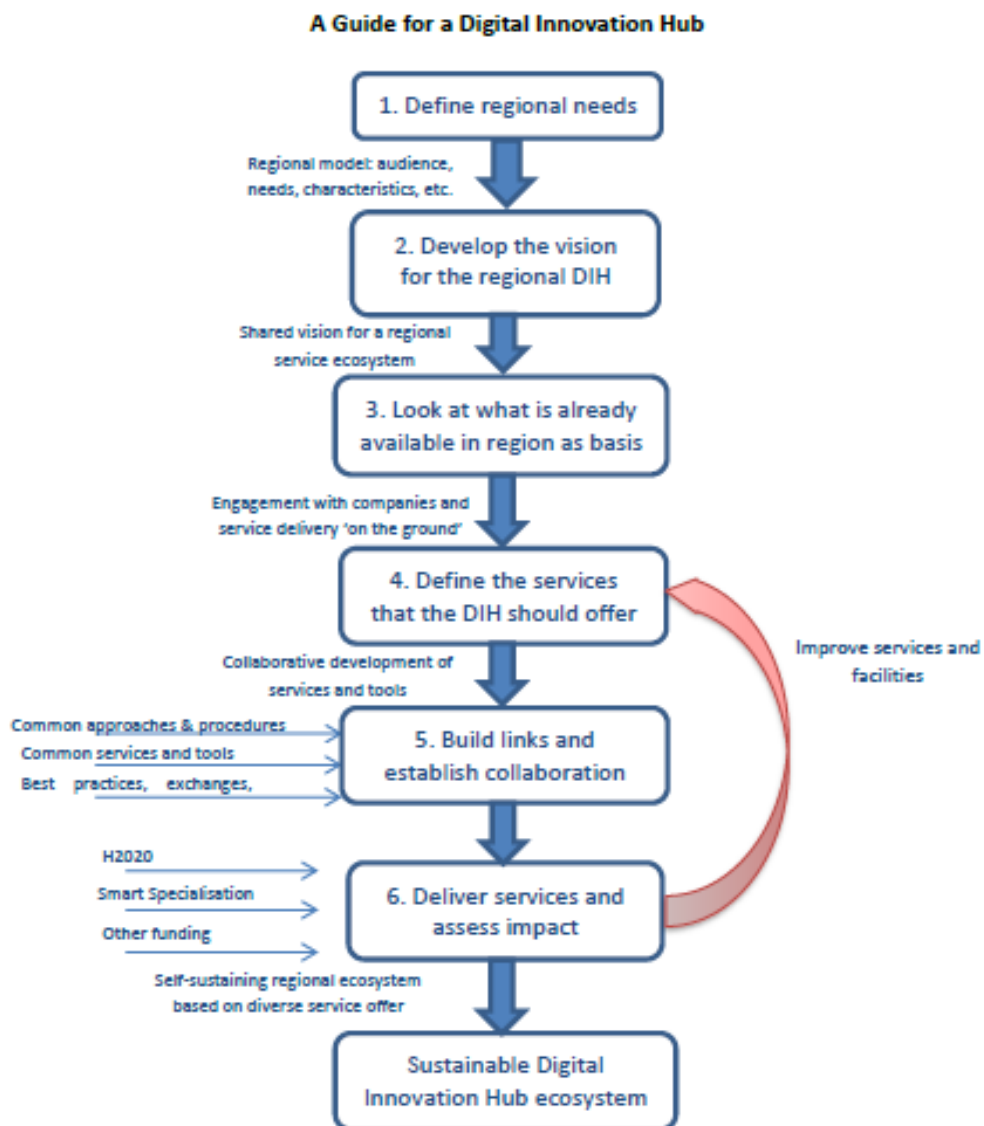 A Guide for a Digital Innovation Hub
1. Define regional needs
Regional model: audience,
needs, characteristics, etc.
2. Develop the vision
for the regional DIH
Shared vision for a regional
service ecosystem
3. Look at what is already
available in region as basis
Engagement with companies and
service delivery 'on the ground'
4. Define the services
that the DIH should offer
Improve services and
facilities
Collaborative development of
services and tools
Common approaches & procedures
Common services and tools
Best practices, exchanges,
5. Build links and
establish collaboration
H2020
Smart Specialisation
Other funding
6. Deliver services and
assess impact
Self-sustaining regional ecosystem
based on diverse service offer
Sustainable Digital
Innovation Hub ecosystem